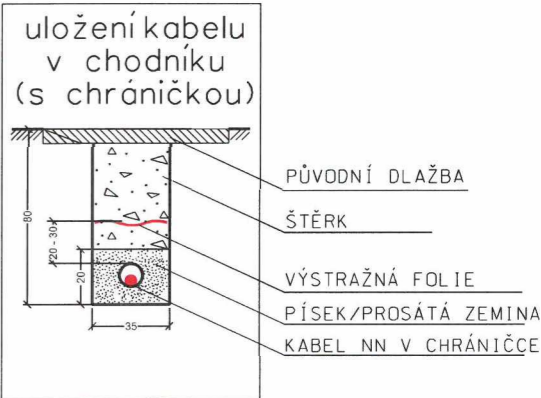 uložení kabelu
v chodníku
(s chráničkou)
PŮVODNÍ DLAŽBA
ŠTĚRK
VÝSTRAŽNÁ FOLIE
PÍSEK/PROSÁTÁ ZEMINA
KABEL NN V CHRÁNIČCE
80
20 - 30
20
35